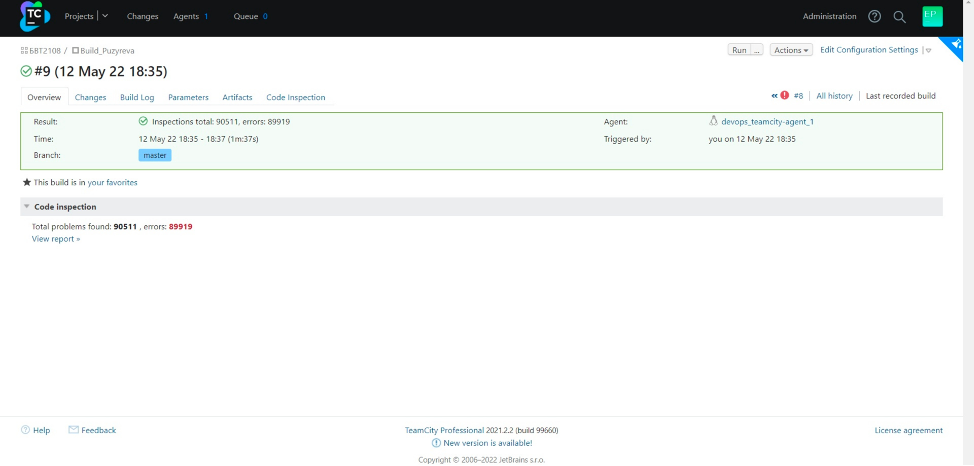 TC Projects Changes Agents 1 Queue 0 Administration EP
БВТ2108 / Build_Puzyreva Run ... Actions Edit Configuration Settings
#9 (12 May 22 18:35)
Overview Changes Build Log Parameters Artifacts Code Inspection « #8 All history Last recorded build
Result: Inspections total: 90511, errors: 89919 Agent: devops_teamcity-agent_1
Time: 12 May 22 18:35 - 18:37 (1m:37s) Triggered by: you on 12 May 22 18:35
Branch: master
This build is in your favorites
Code inspection
Total problems found: 90511 , errors: 89919
View report »
Help Feedback TeamCity Professional 2021.2.2 (build 99660) License agreement
New version is available!
Copyright © 2006–2022 JetBrains s.r.o.